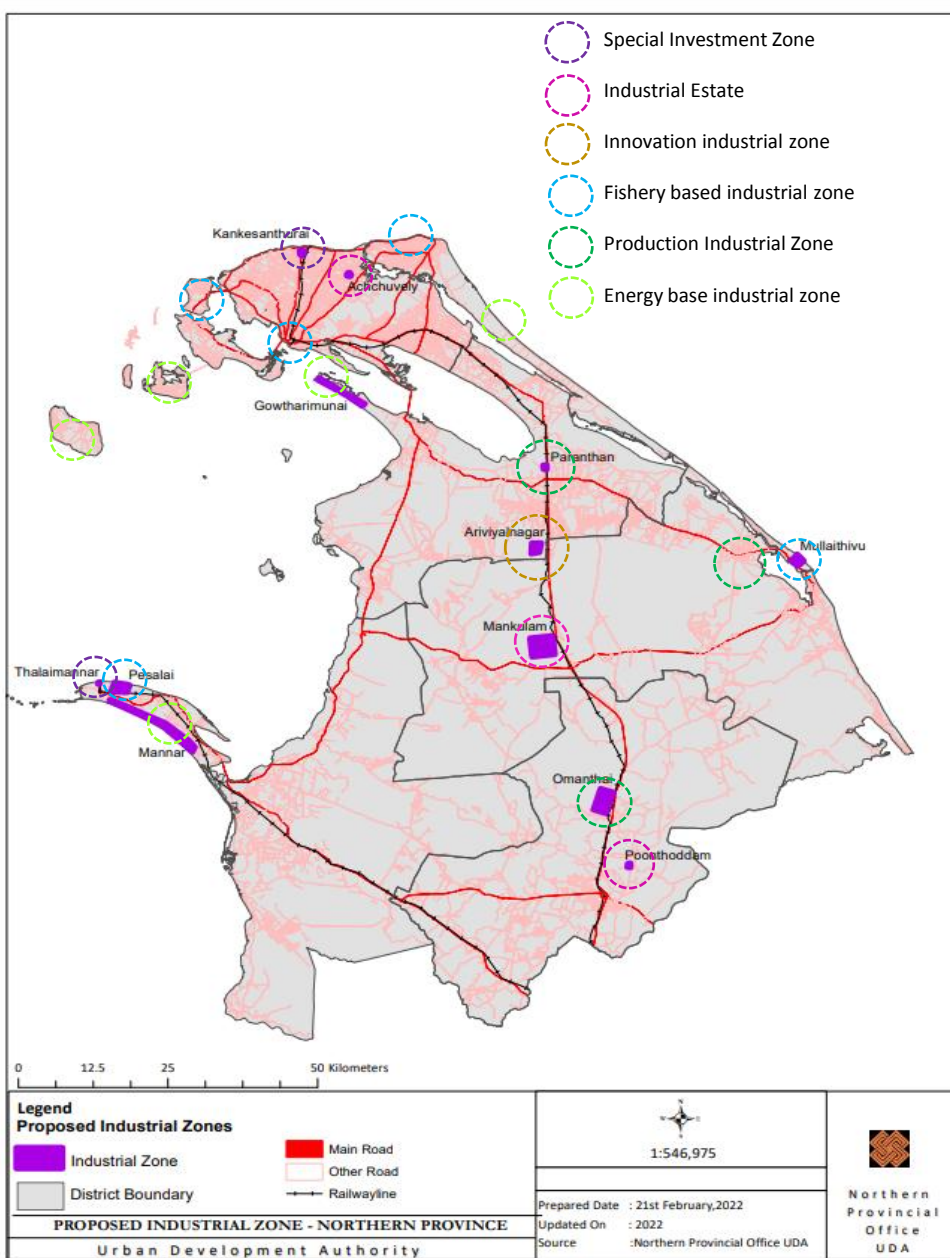 Special Investment Zone
Industrial Estate
Innovation industrial zone
Fishery based industrial zone
Production Industrial Zone
Energy base industrial zone
Kankesanthurai
Achchuvely
Gowtharimunai
Paranthan
Ariviyalnagar
Mullaithivu
Mankulam
Thalaimannar
Pesalai
Mannar
Omanthai
Poonthoddam
0 12.5 25 50 Kilometers
Legend
Proposed Industrial Zones
Industrial Zone
District Boundary
Main Road
Other Road
Railwayline
PROPOSED INDUSTRIAL ZONE - NORTHERN PROVINCE
Urban Development Authority
N
W E
S
1:546,975
Prepared Date : 21st February,2022
Updated On : 2022
Source :Northern Provincial Office UDA
Northern
Provincial
Office
UDA